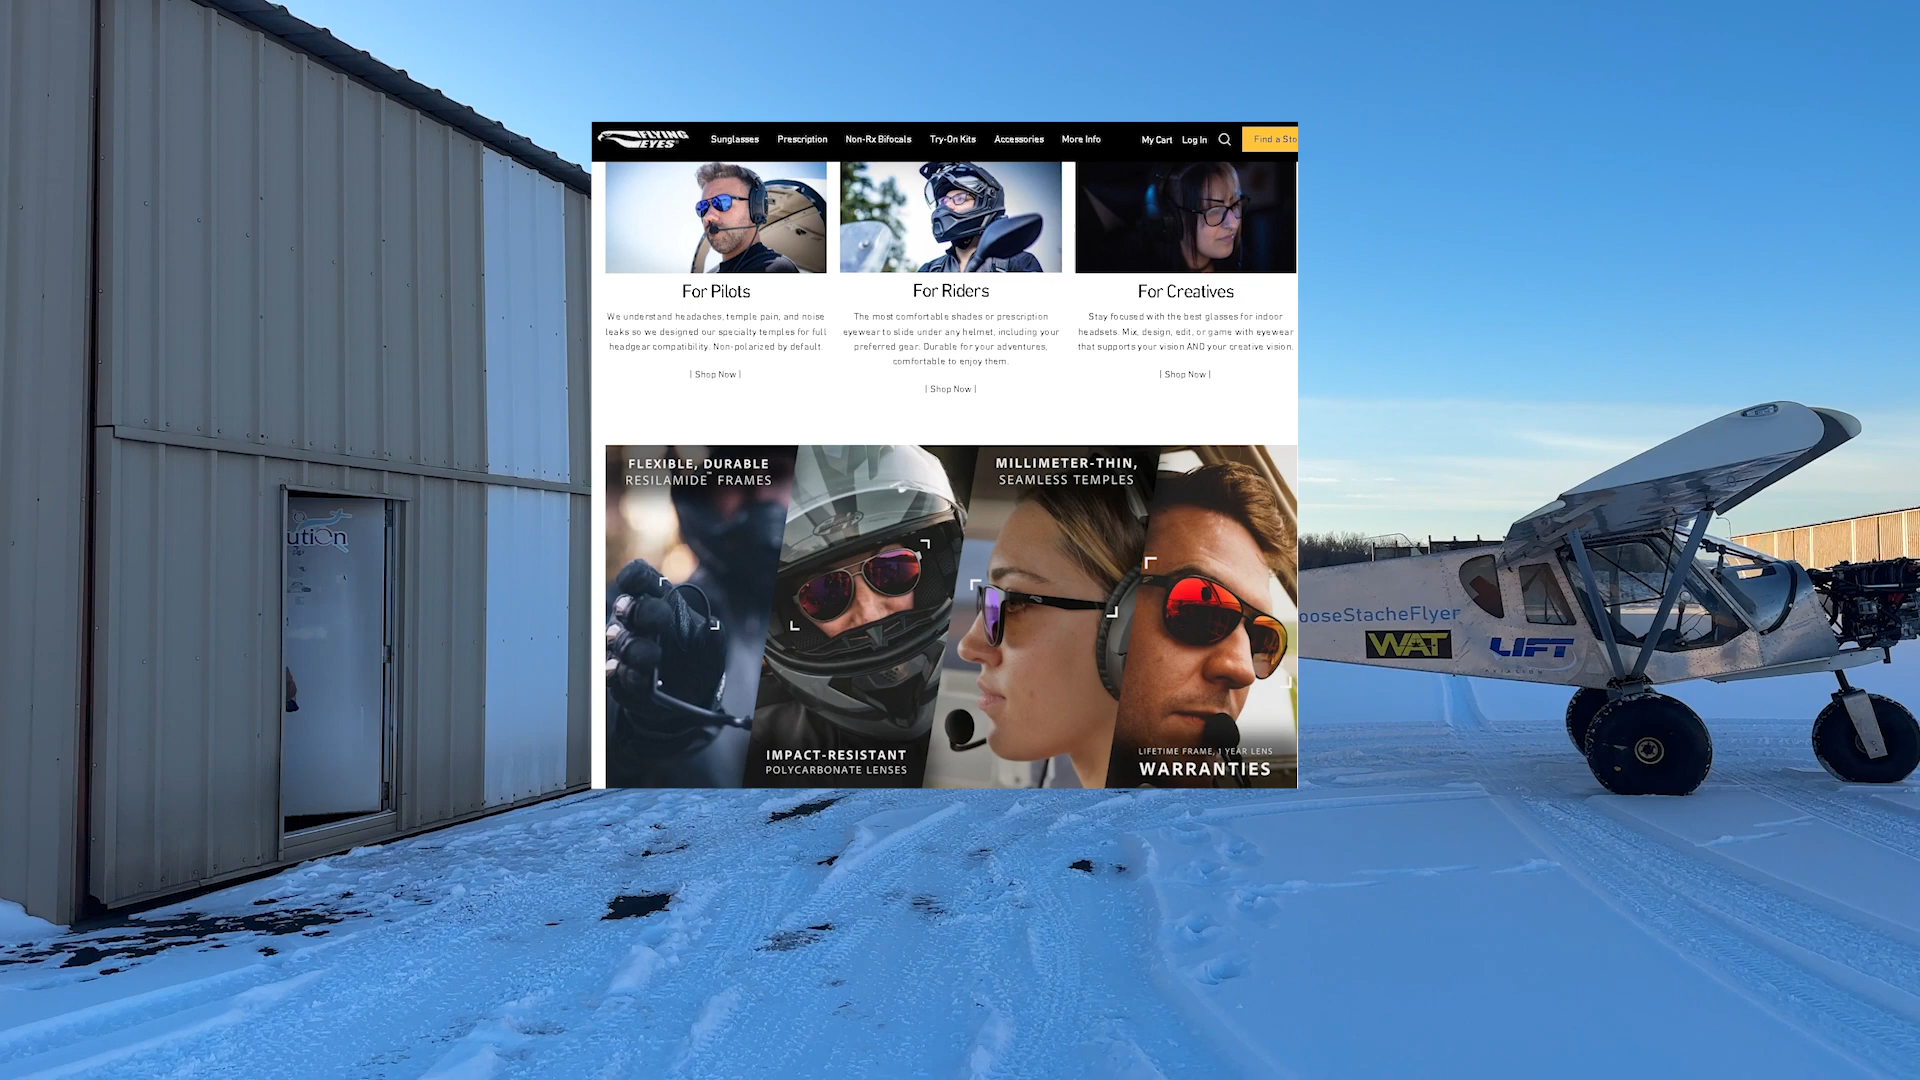 FLYING
EYES
Sunglasses Prescription Non-Rx Bifocals Try-On Kits Accessories More Info My Cart Log In Find a Sto
For Pilots
We understand headaches, temple pain, and noise
leaks so we designed our specialty temples for full
headgear compatibility. Non-polarized by default.
| Shop Now |
For Riders
The most comfortable shades or prescription
eyewear to slide under any helmet, including your
preferred gear. Durable for your adventures,
comfortable to enjoy them.
| Shop Now |
For Creatives
Stay focused with the best glasses for indoor
headsets. Mix, design, edit, or game with eyewear
that supports your vision AND your creative vision.
| Shop Now |
FLEXIBLE, DURABLE
RESILAMIDE™ FRAMES
MILLIMETER-THIN,
SEAMLESS TEMPLES
IMPACT-RESISTANT
POLYCARBONATE LENSES
LIFETIME FRAME, 1 YEAR LENS
WARRANTIES
ution
ooseStacheFlyer
WAT
LIFT
AVIATION